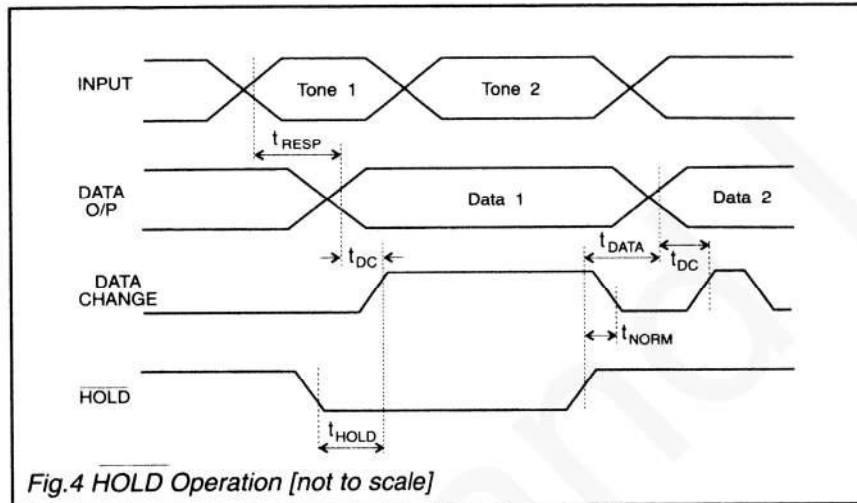 INPUT
Tone 1
Tone 2
tRESP
DATA
O/P
Data 1
Data 2
tDC
tDATA
tDC
DATA
CHANGE
tNORM
HOLD
tHOLD
Fig.4 HOLD Operation [not to scale]